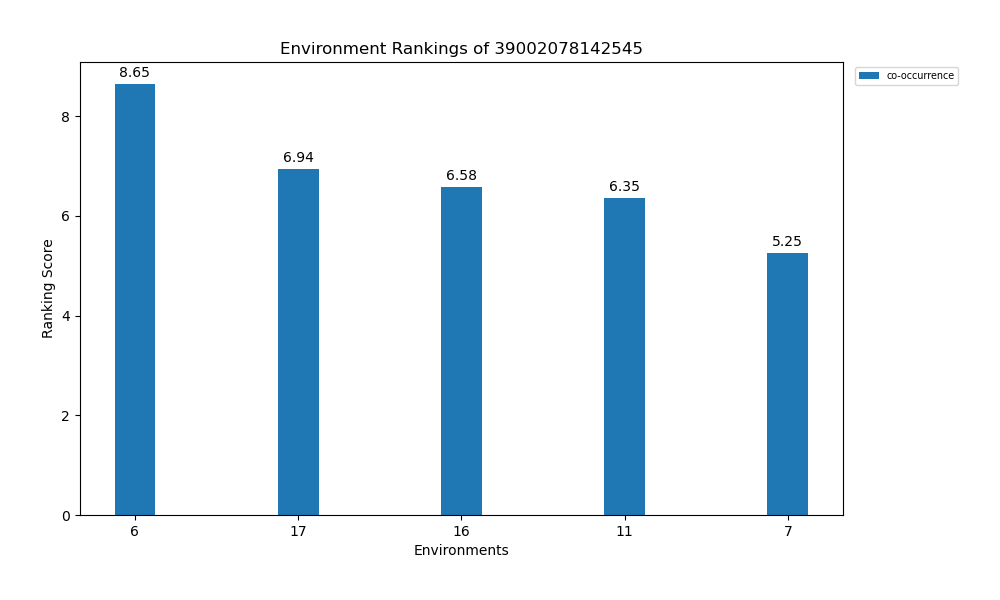 Environment Rankings of 39002078142545
co-occurrence
8.65
6.94
6.58
6.35
5.25
8
6
4
2
0
Ranking Score
6 17 16 11 7
Environments